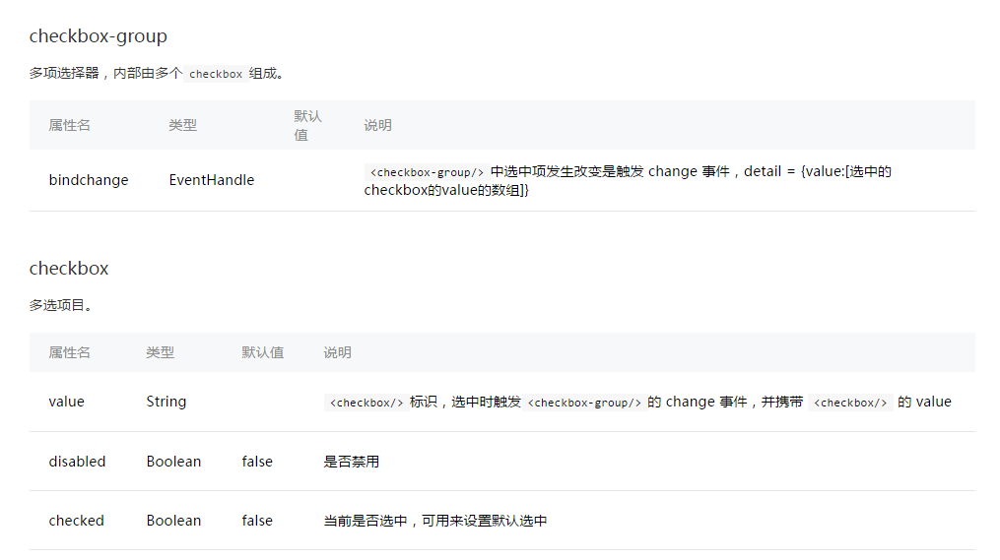 checkbox-group
多项选择器，内部由多个 checkbox 组成。
属性名 类型 默认值 说明
bindchange EventHandle <checkbox-group/> 中选中项发生改变是触发 change 事件，detail = {value:[选中的
checkbox的value的数组]}
checkbox
多选项目。
属性名 类型 默认值 说明
value String <checkbox/> 标识，选中时触发 <checkbox-group/> 的 change 事件，并携带 <checkbox/> 的 value
disabled Boolean false 是否禁用
checked Boolean false 当前是否选中，可用来设置默认选中